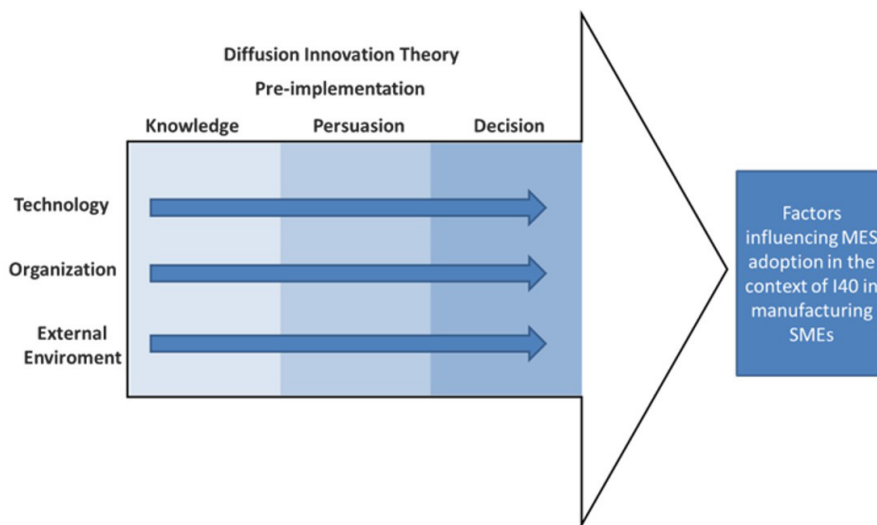 Diffusion Innovation Theory
Pre-implementation
Knowledge Persuasion Decision
Technology
Organization
External
Enviroment
Factors
influencing MES
adoption in the
context of I40 in
manufacturing
SMEs